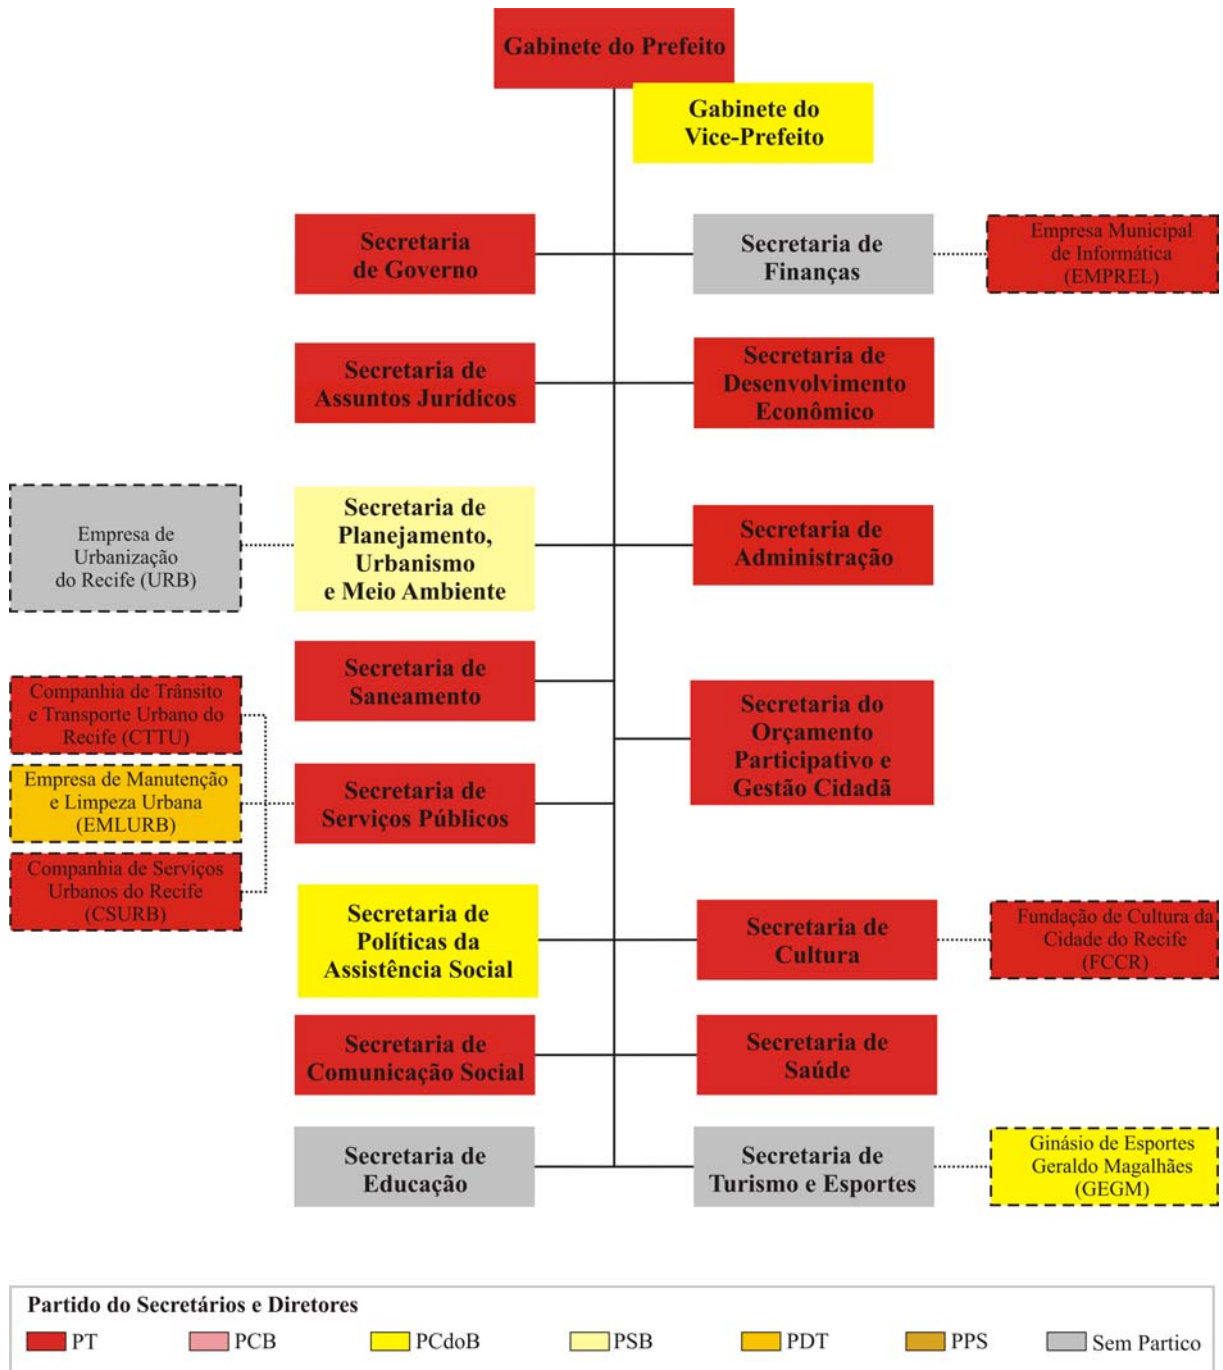 Gabinete do Prefeito
Gabinete do
Vice-Prefeito
Secretaria
de Governo
Secretaria de
Finanças
Empresa Municipal
de Informática
(EMPREL)
Secretaria de
Assuntos Jurídicos
Secretaria de
Desenvolvimento
Econômico
Empresa de
Urbanização
do Recife (URB)
Secretaria de
Planejamento,
Urbanismo
e Meio Ambiente
Secretaria de
Administração
Secretaria de
Saneamento
Companhia de Trânsito
e Transporte Urbano do
Recife (CTTU)
Secretaria do
Orçamento
Participativo e
Gestão Cidadã
Empresa de Manutenção
e Limpeza Urbana
(EMLURB)
Secretaria de
Serviços Públicos
Companhia de Serviços
Urbanos do Recife
(CSURB)
Secretaria de
Políticas da
Assistência Social
Secretaria de
Cultura
Fundação de Cultura da
Cidade do Recife
(FCCR)
Secretaria de
Comunicação Social
Secretaria de
Saúde
Secretaria de
Educação
Secretaria de
Turismo e Esportes
Ginásio de Esportes
Geraldo Magalhães
(GEGM)
Partido do Secretários e Diretores
PT PCB PCdoB PSB PDT PPS Sem Partico